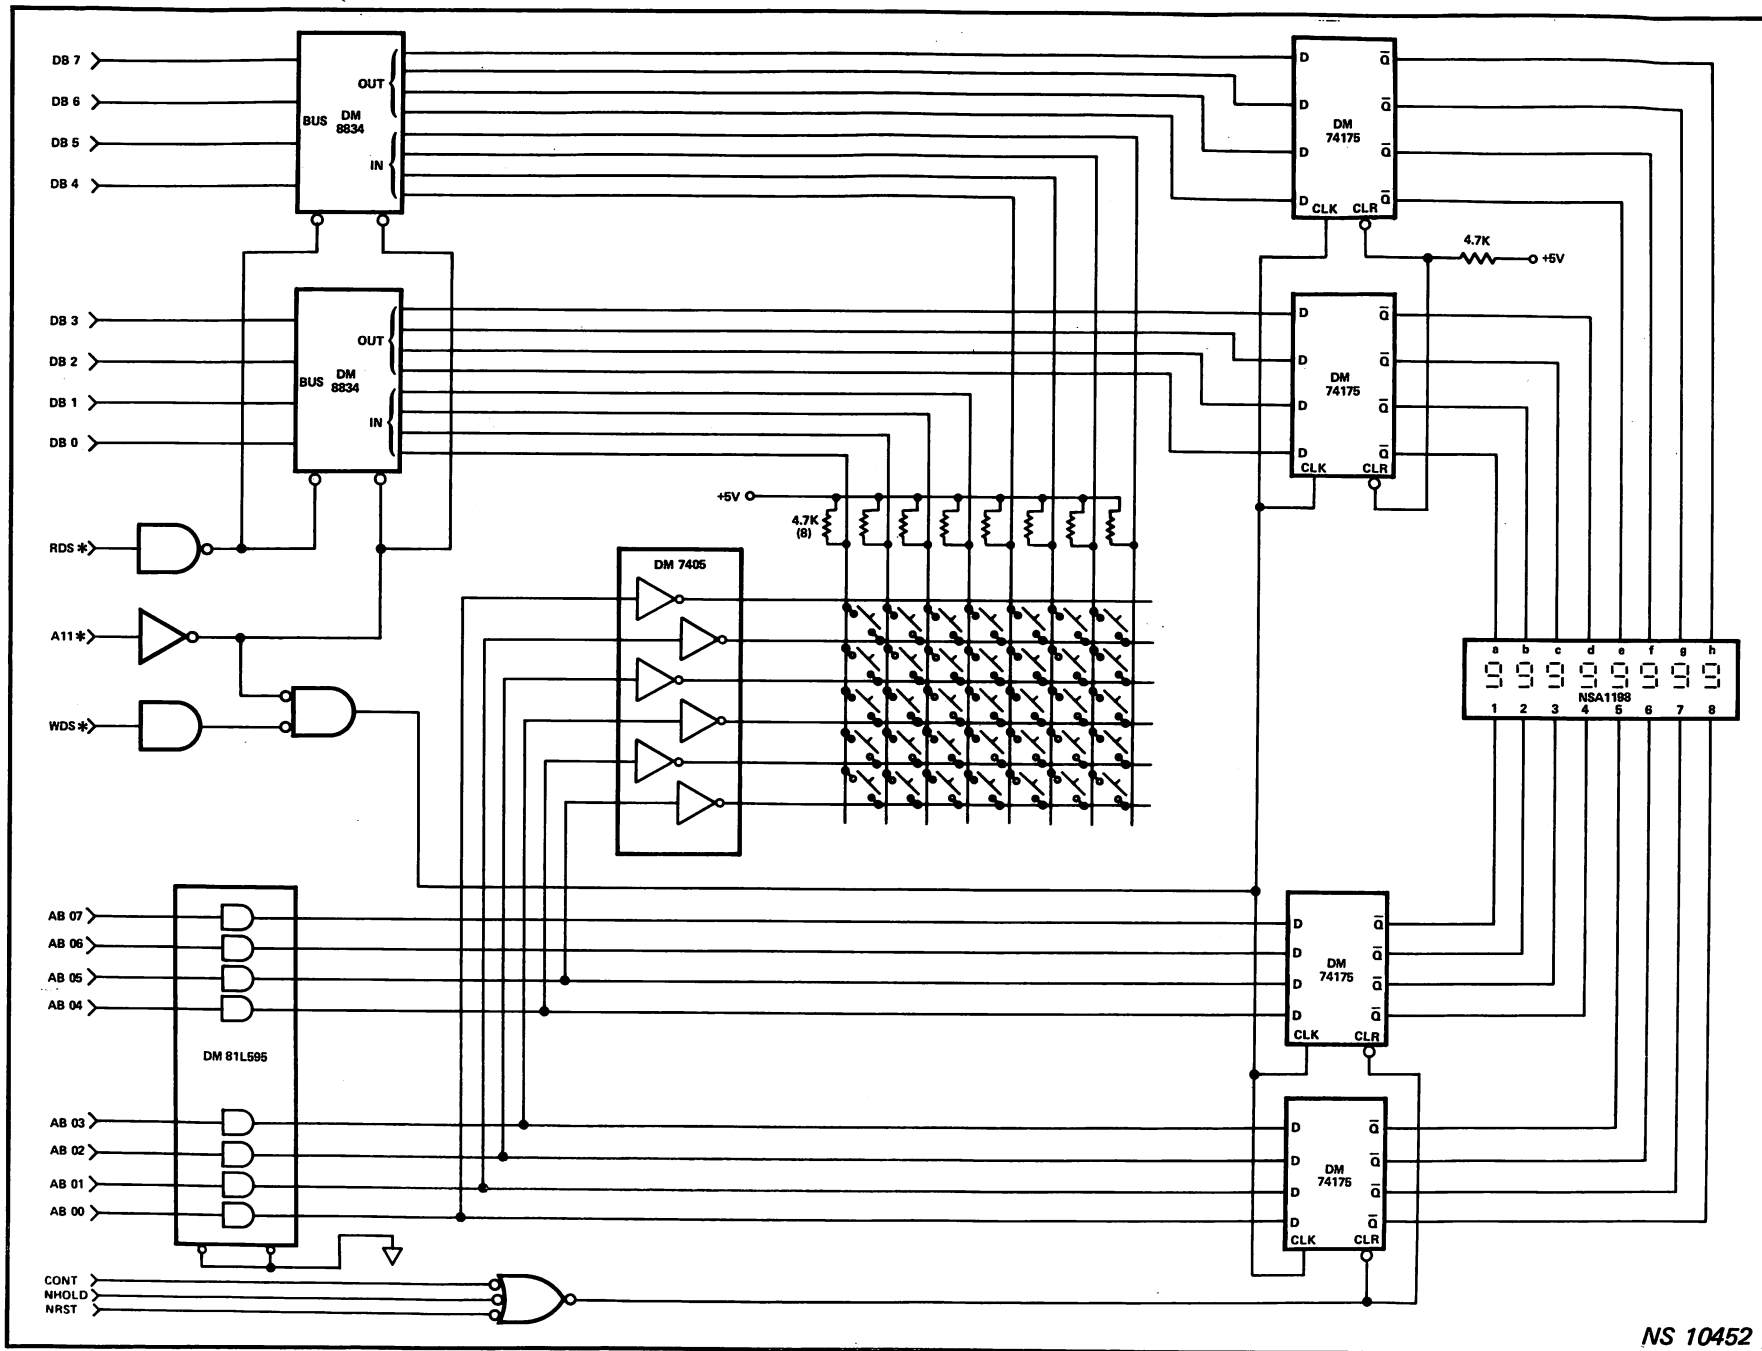 DB 7
DB 6
DB 5
DB 4
BUS
DM
8834
OUT
IN
D
D
D
D
DM
74175
CLK
CLR
Q̅
Q̅
Q̅
Q̅
4.7K
+5V
DB 3
DB 2
DB 1
DB 0
BUS
DM
8834
OUT
IN
D
D
D
D
DM
74175
CLK
CLR
Q̅
Q̅
Q̅
Q̅
+5V
4.7K
(8)
RDS*
A11*
WDS*
DM 7405
a b c d e f g h
NSA1198
1 2 3 4 5 6 7 8
AB 07
AB 06
AB 05
AB 04
DM 81L595
AB 03
AB 02
AB 01
AB 00
D
D
D
D
DM
74175
CLK
CLR
Q̅
Q̅
Q̅
Q̅
D
D
D
D
DM
74175
CLK
CLR
Q̅
Q̅
Q̅
Q̅
CONT
NHOLD
NRST
NS 10452